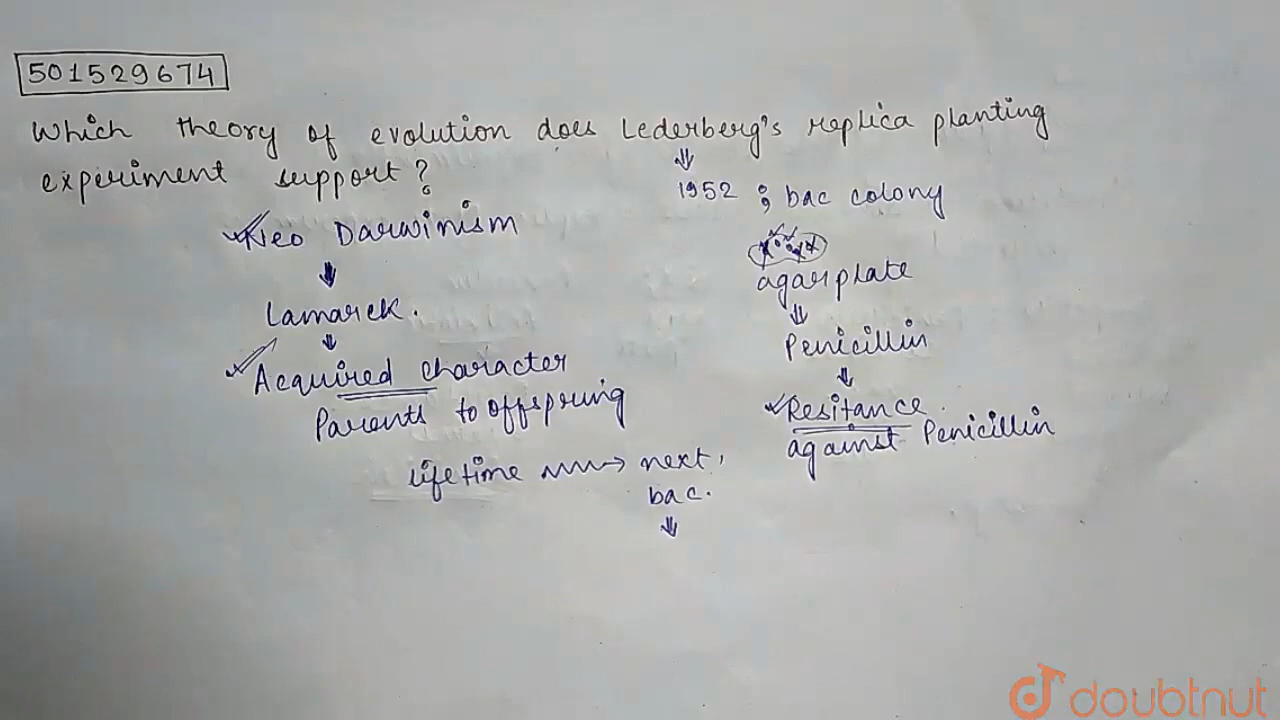 501529674
Which theory of evolution does Lederberg's replica planting
experiment support?
Neo Darwinism
Lamarck.
Acquired character
Parents to offspring
lifetime → next,
bac.
1952 ; bac colony
agarplate
Penicillin
Resitance
against Penicillin
doubtnut